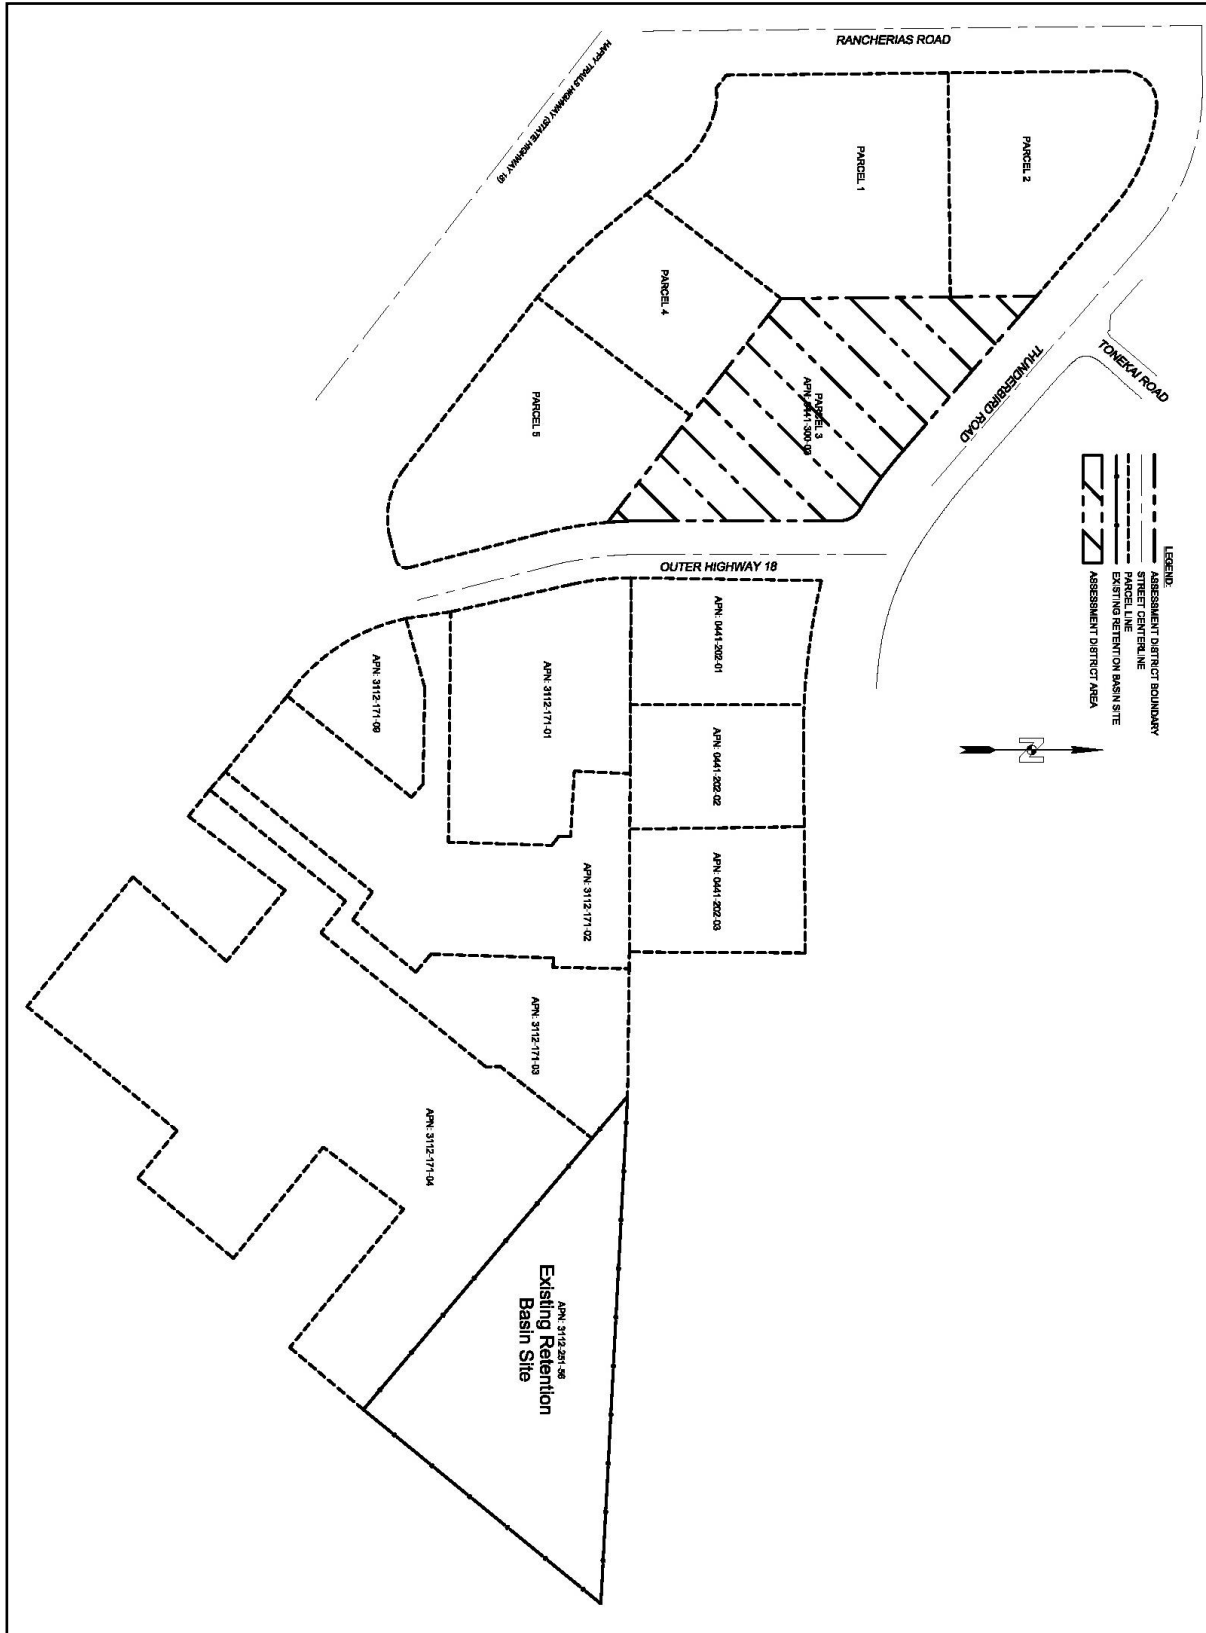 RANCHERIAS ROAD
HAPPY TRAILS HIGHWAY (STATE HIGHWAY 18)
PARCEL 2
PARCEL 1
PARCEL 4
PARCEL 5
PARCEL 3
APN: 0441-300-03
TONEKAI ROAD
THUNDERBIRD ROAD
LEGEND:
ASSESSMENT DISTRICT BOUNDARY
STREET CENTERLINE
PARCEL LINE
EXISTING RETENTION BASIN SITE
ASSESSMENT DISTRICT AREA
N
OUTER HIGHWAY 18
APN: 0441-202-01
APN: 0441-202-02
APN: 0441-202-03
APN: 3112-171-09
APN: 3112-171-01
APN: 3112-171-02
APN: 3112-171-03
APN: 3112-171-04
APN: 3112-251-56
Existing Retention
Basin Site